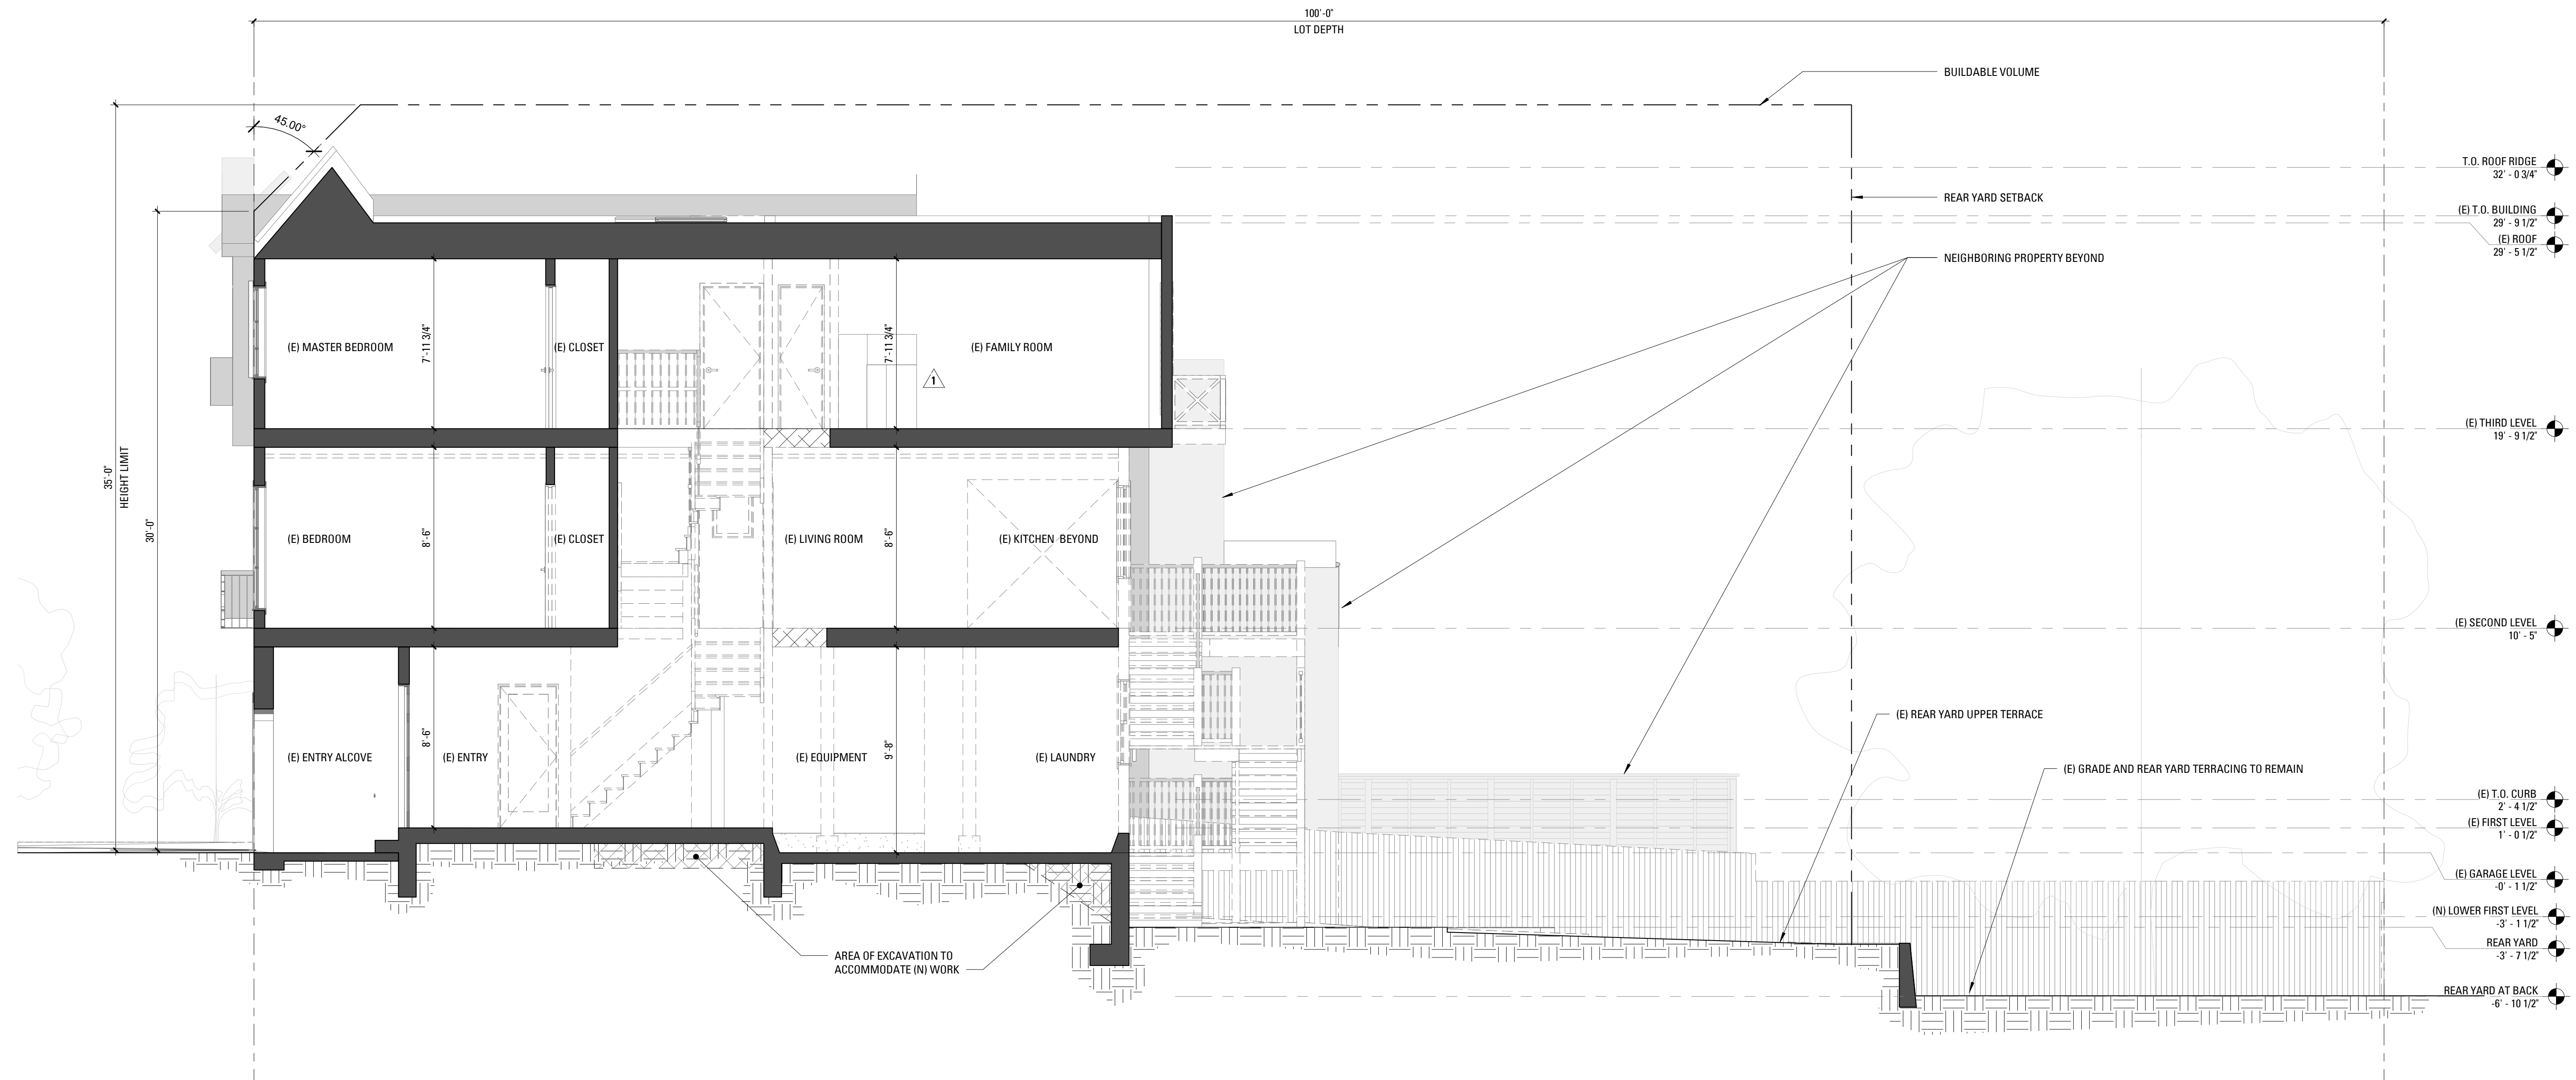 100'-0"
LOT DEPTH
BUILDABLE VOLUME
45.00°
T.O. ROOF RIDGE
32' - 0 3/4"
REAR YARD SETBACK
(E) T.O. BUILDING
29' - 9 1/2"
(E) ROOF
29' - 5 1/2"
NEIGHBORING PROPERTY BEYOND
(E) MASTER BEDROOM
7'-11 3/4"
(E) CLOSET
7'-11 3/4"
(E) FAMILY ROOM
1
(E) THIRD LEVEL
19' - 9 1/2"
35'-0"
HEIGHT LIMIT
30'-0"
(E) BEDROOM
8'-6"
(E) CLOSET
(E) LIVING ROOM
8'-6"
(E) KITCHEN BEYOND
(E) SECOND LEVEL
10' - 5"
(E) REAR YARD UPPER TERRACE
(E) ENTRY ALCOVE
8'-6"
(E) ENTRY
(E) EQUIPMENT
9'-8"
(E) LAUNDRY
(E) GRADE AND REAR YARD TERRACING TO REMAIN
(E) T.O. CURB
2' - 4 1/2"
(E) FIRST LEVEL
1' - 0 1/2"
(E) GARAGE LEVEL
-0' - 1 1/2"
(N) LOWER FIRST LEVEL
-3' - 1 1/2"
REAR YARD
-3' - 7 1/2"
AREA OF EXCAVATION TO
ACCOMMODATE (N) WORK
REAR YARD AT BACK
-6' - 10 1/2"